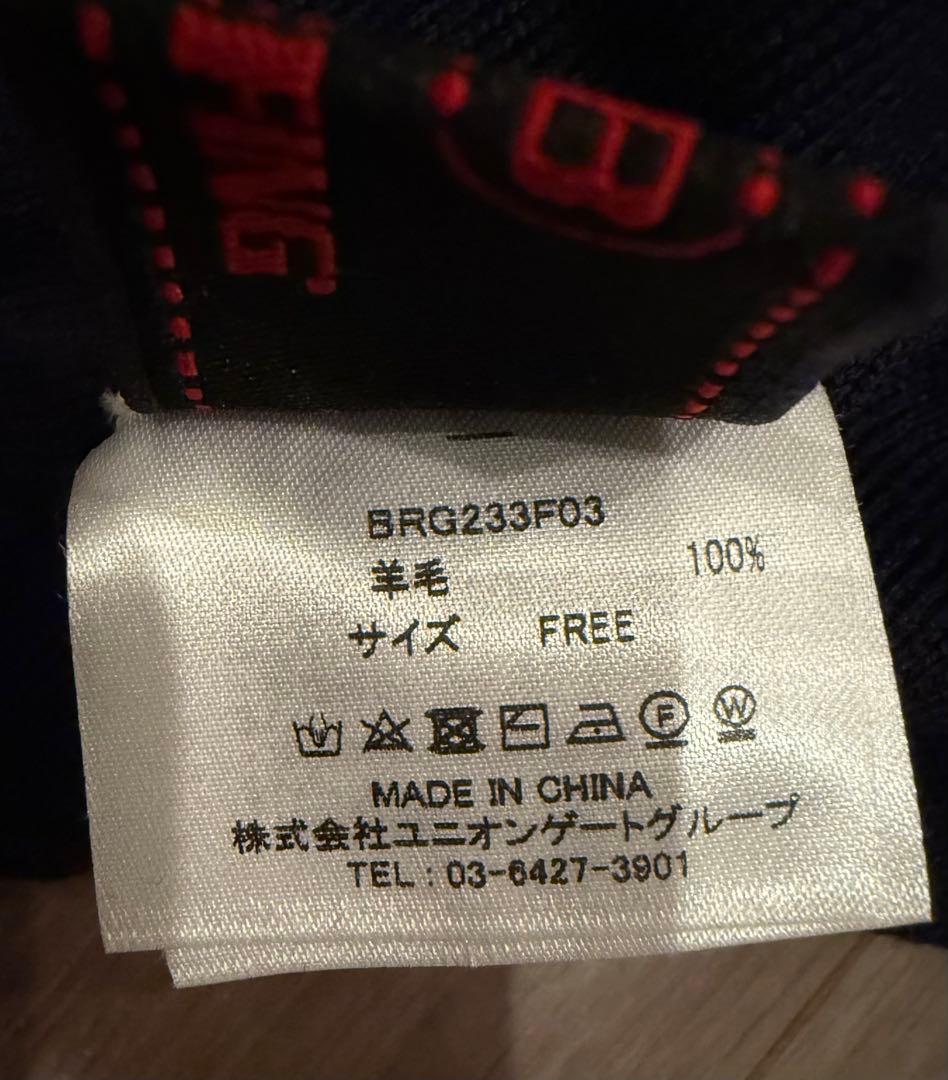 B
BRG233F03
羊毛 100%
サイズ FREE
F W
MADE IN CHINA
株式会社ユニオンゲートグループ
TEL : 03-6427-3901